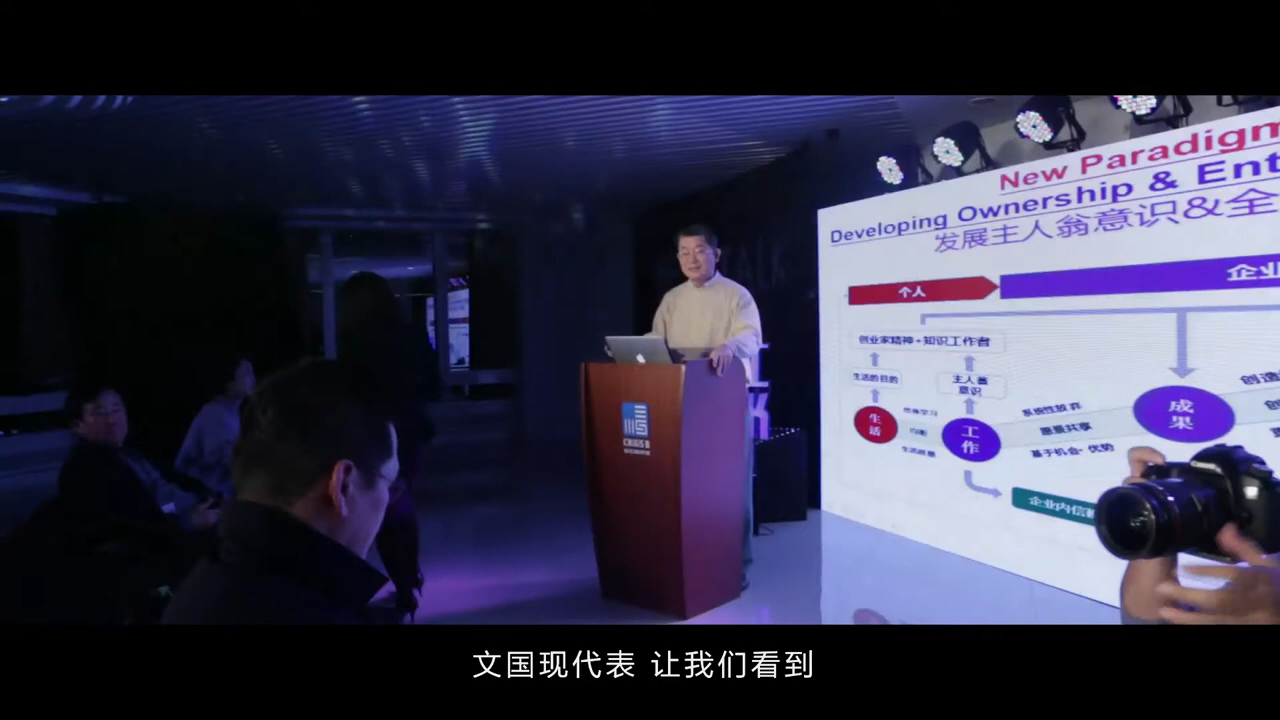 New Paradigm
Developing Ownership & Ent
发展主人翁意识&全
个人
企业
创业家精神+知识工作者
生活的目的
主人翁
意识
生活
工作
系统性放弃
愿景共享
基于机会·优势
成果
创造
企业内信
文国现代表 让我们看到